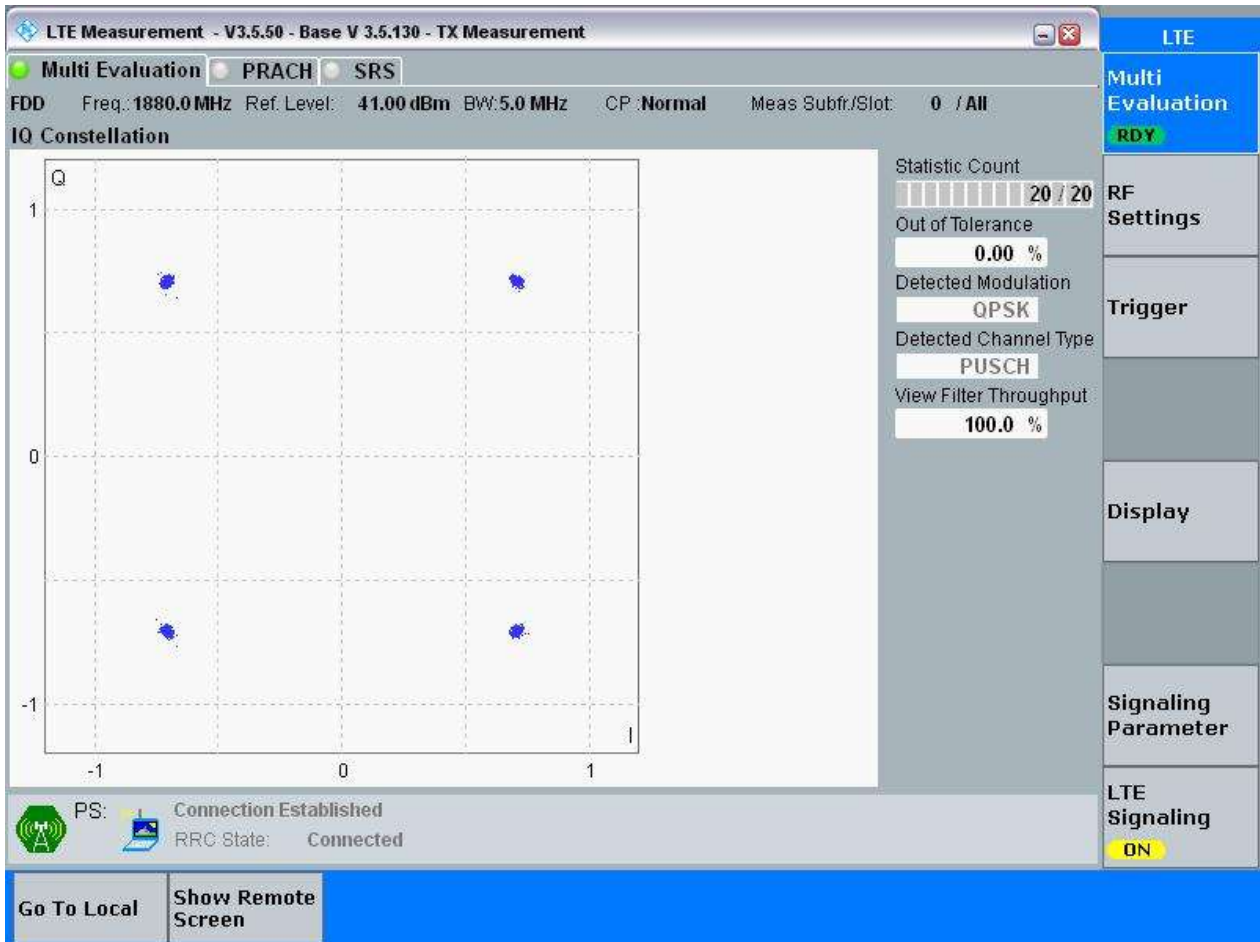 LTE Measurement - V3.5.50 - Base V 3.5.130 - TX Measurement
Multi Evaluation PRACH SRS
FDD Freq.: 1880.0 MHz Ref. Level: 41.00 dBm BW: 5.0 MHz CP : Normal Meas Subfr./Slot: 0 / All
IQ Constellation
Q
1
0
-1
I
-1 0 1
Statistic Count
20 / 20
Out of Tolerance
0.00 %
Detected Modulation
QPSK
Detected Channel Type
PUSCH
View Filter Throughput
100.0 %
PS: Connection Established
RRC State: Connected
LTE
Multi
Evaluation
RDY
RF
Settings
Trigger
Display
Signaling
Parameter
LTE
Signaling
ON
Go To Local
Show Remote
Screen